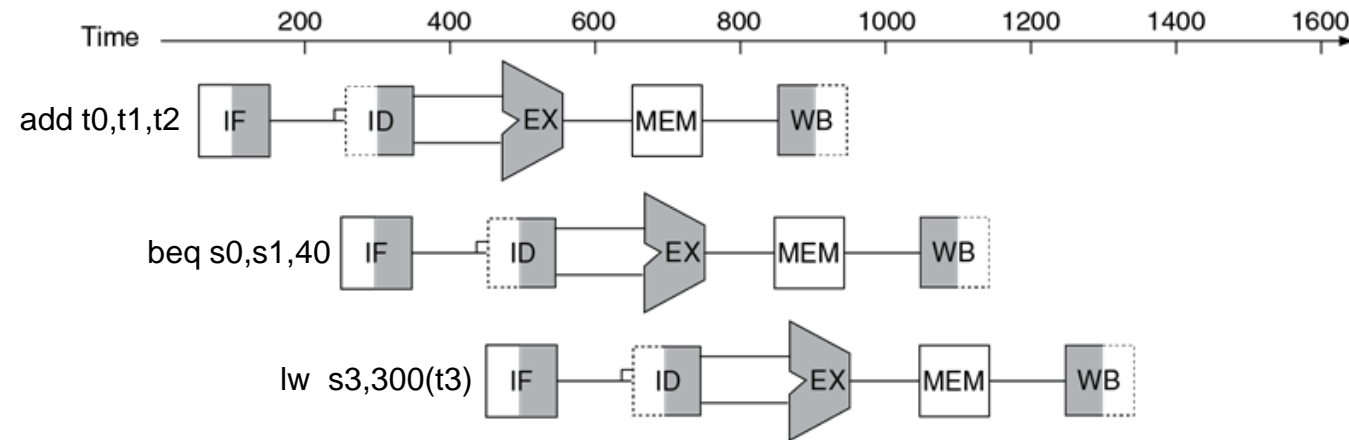 Time 200 400 600 800 1000 1200 1400 1600
add t0,t1,t2 IF ID EX MEM WB
beq s0,s1,40 IF ID EX MEM WB
lw s3,300(t3) IF ID EX MEM WB